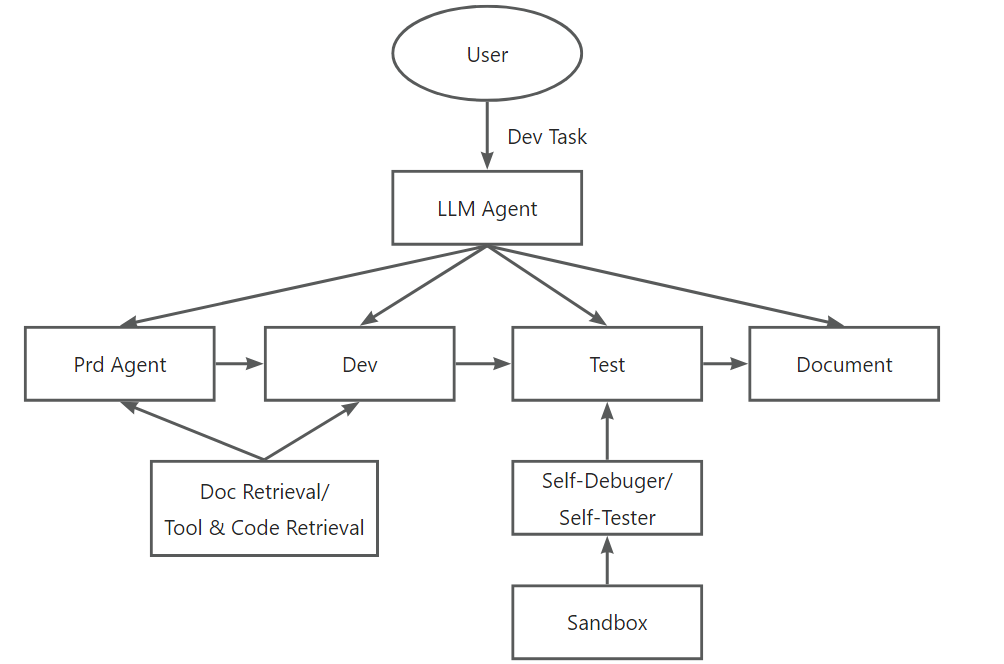 User
Dev Task
LLM Agent
Prd Agent
Dev
Test
Document
Doc Retrieval/
Tool & Code Retrieval
Self-Debuger/
Self-Tester
Sandbox